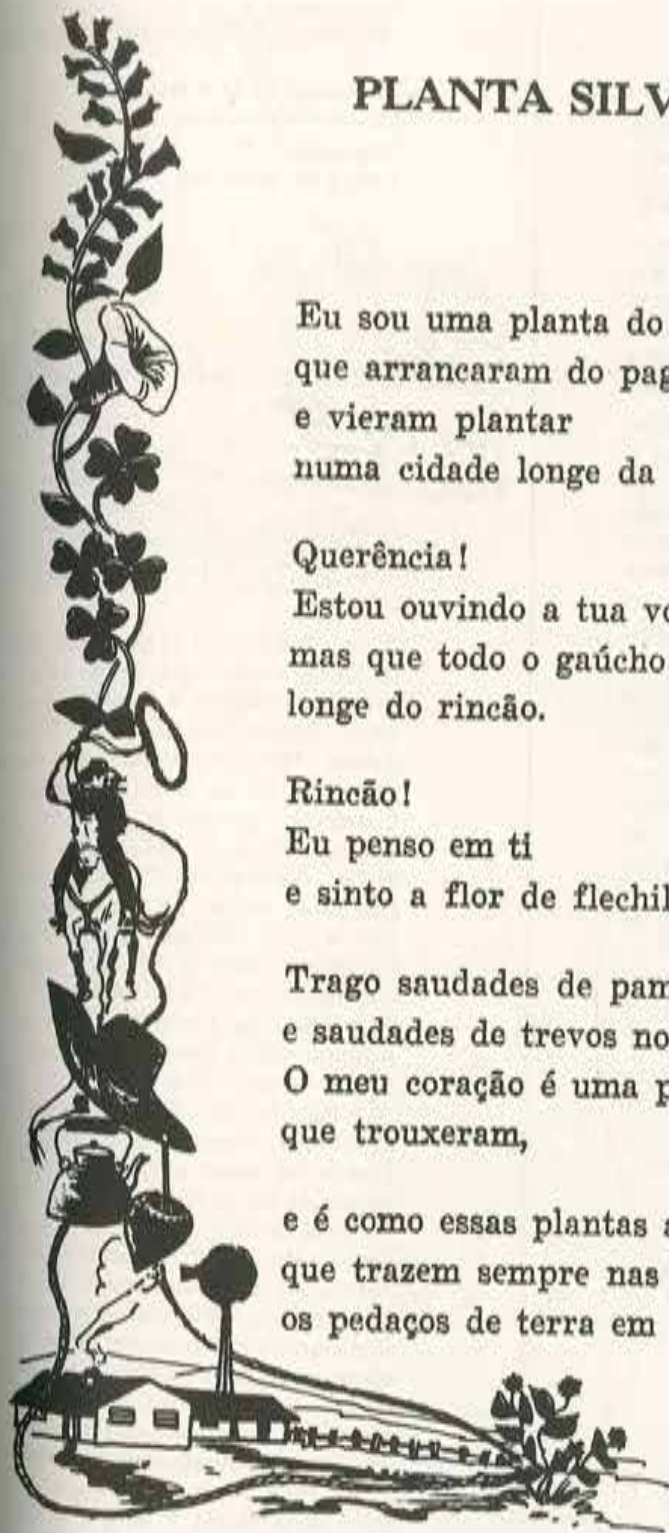 PLANTA SILV
Eu sou uma planta do
que arrancaram do pag
e vieram plantar
numa cidade longe da
Querência!
Estou ouvindo a tua vo
mas que todo o gaúcho
longe do rincão.
Rincão!
Eu penso em ti
e sinto a flor de flechil
Trago saudades de pam
e saudades de trevos no
O meu coração é uma p
que trouxeram,
e é como essas plantas a
que trazem sempre nas
os pedaços de terra em